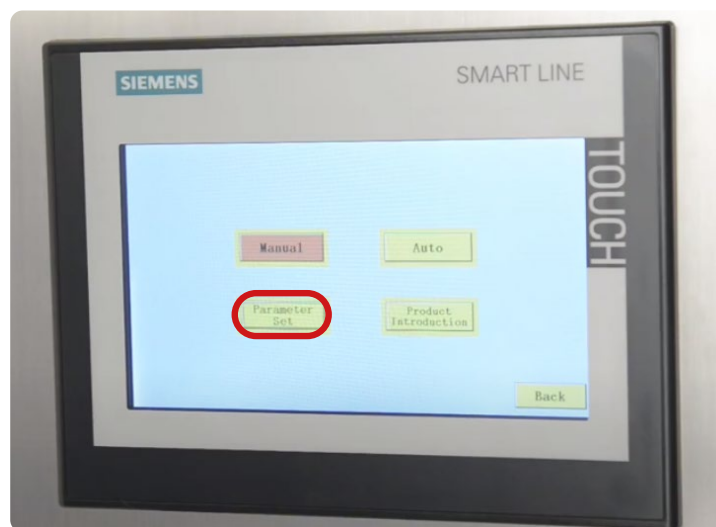 SIEMENS
SMART LINE
TOUCH
Manual
Auto
Parameter
Set
Product
Introduction
Back